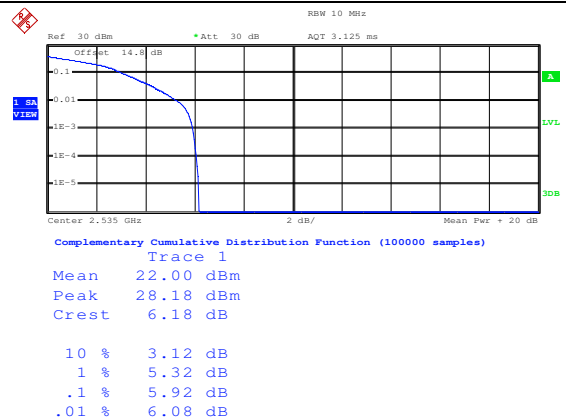 RBW 10 MHz
Ref 30 dBm *Att 30 dB AQT 3.125 ms
Offset 14.8 dB
0.1
A
0.01
1 SA
VIEW
LVL
1E-3
1E-4
1E-5
3DB
Center 2.535 GHz 2 dB/ Mean Pwr + 20 dB
Complementary Cumulative Distribution Function (100000 samples)
Trace 1
Mean 22.00 dBm
Peak 28.18 dBm
Crest 6.18 dB
10 % 3.12 dB
1 % 5.32 dB
.1 % 5.92 dB
.01 % 6.08 dB